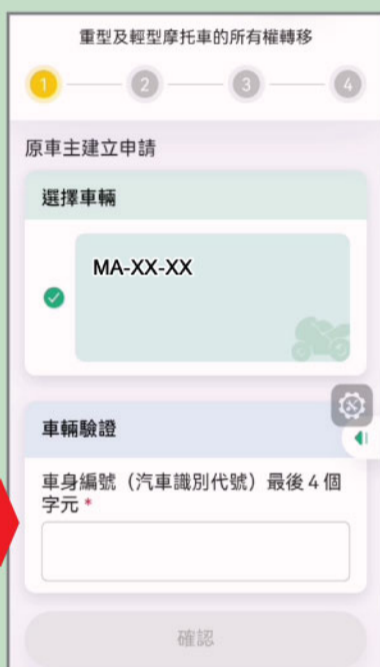 重型及輕型摩托車的所有權轉移
1 2 3 4
原車主建立申請
選擇車輛
MA-XX-XX
車輛驗證
車身編號（汽車識別代號）最後4個
字元 *
確認